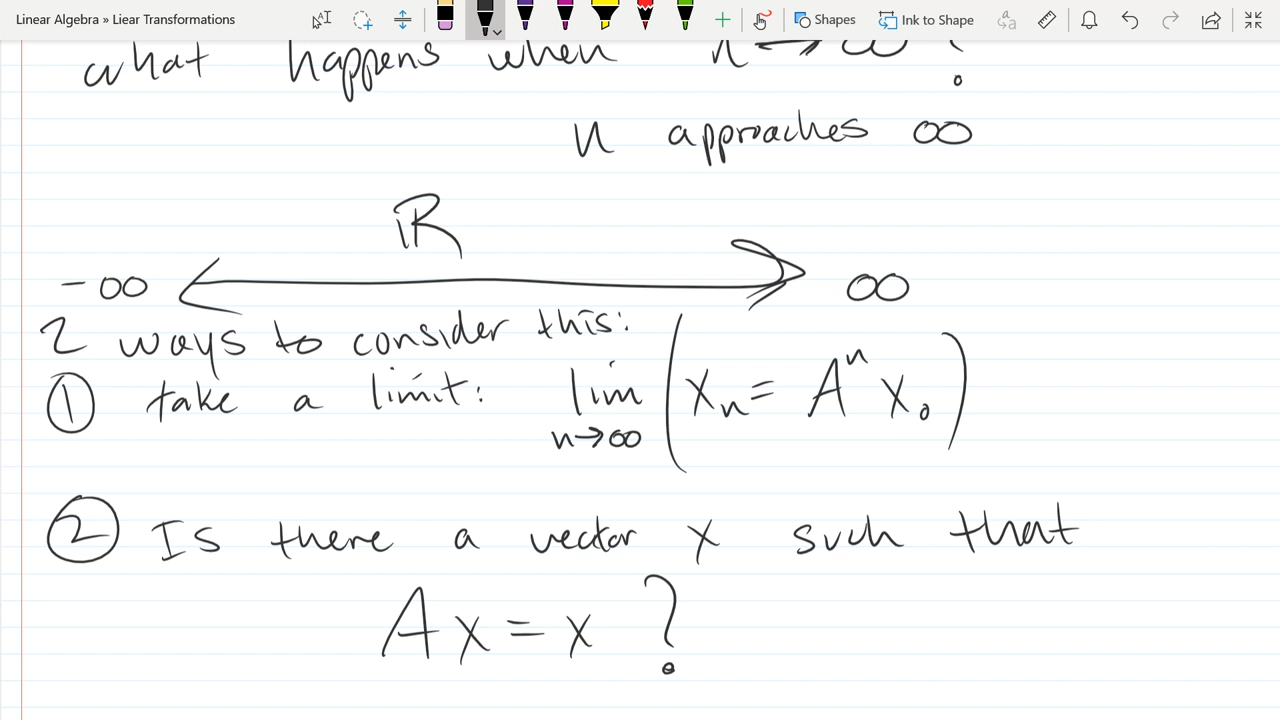 Linear Algebra » Liear Transformations
Shapes
Ink to Shape
what happens when n → ∞ ?
n approaches ∞
ℝ
-∞ ∞
2 ways to consider this:
① take a limit: lim n→∞ (xₙ = Aⁿ x₀)
② Is there a vector x such that
Ax = x ?